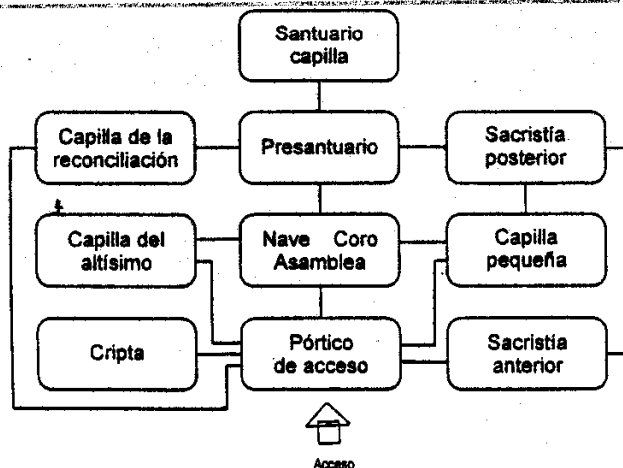 Santuario
capilla
Capilla de la
reconciliación
Presantuario
Sacristía
posterior
Capilla del
altísimo
Nave Coro
Asamblea
Capilla
pequeña
Cripta
Pórtico
de acceso
Sacristía
anterior
Acceso